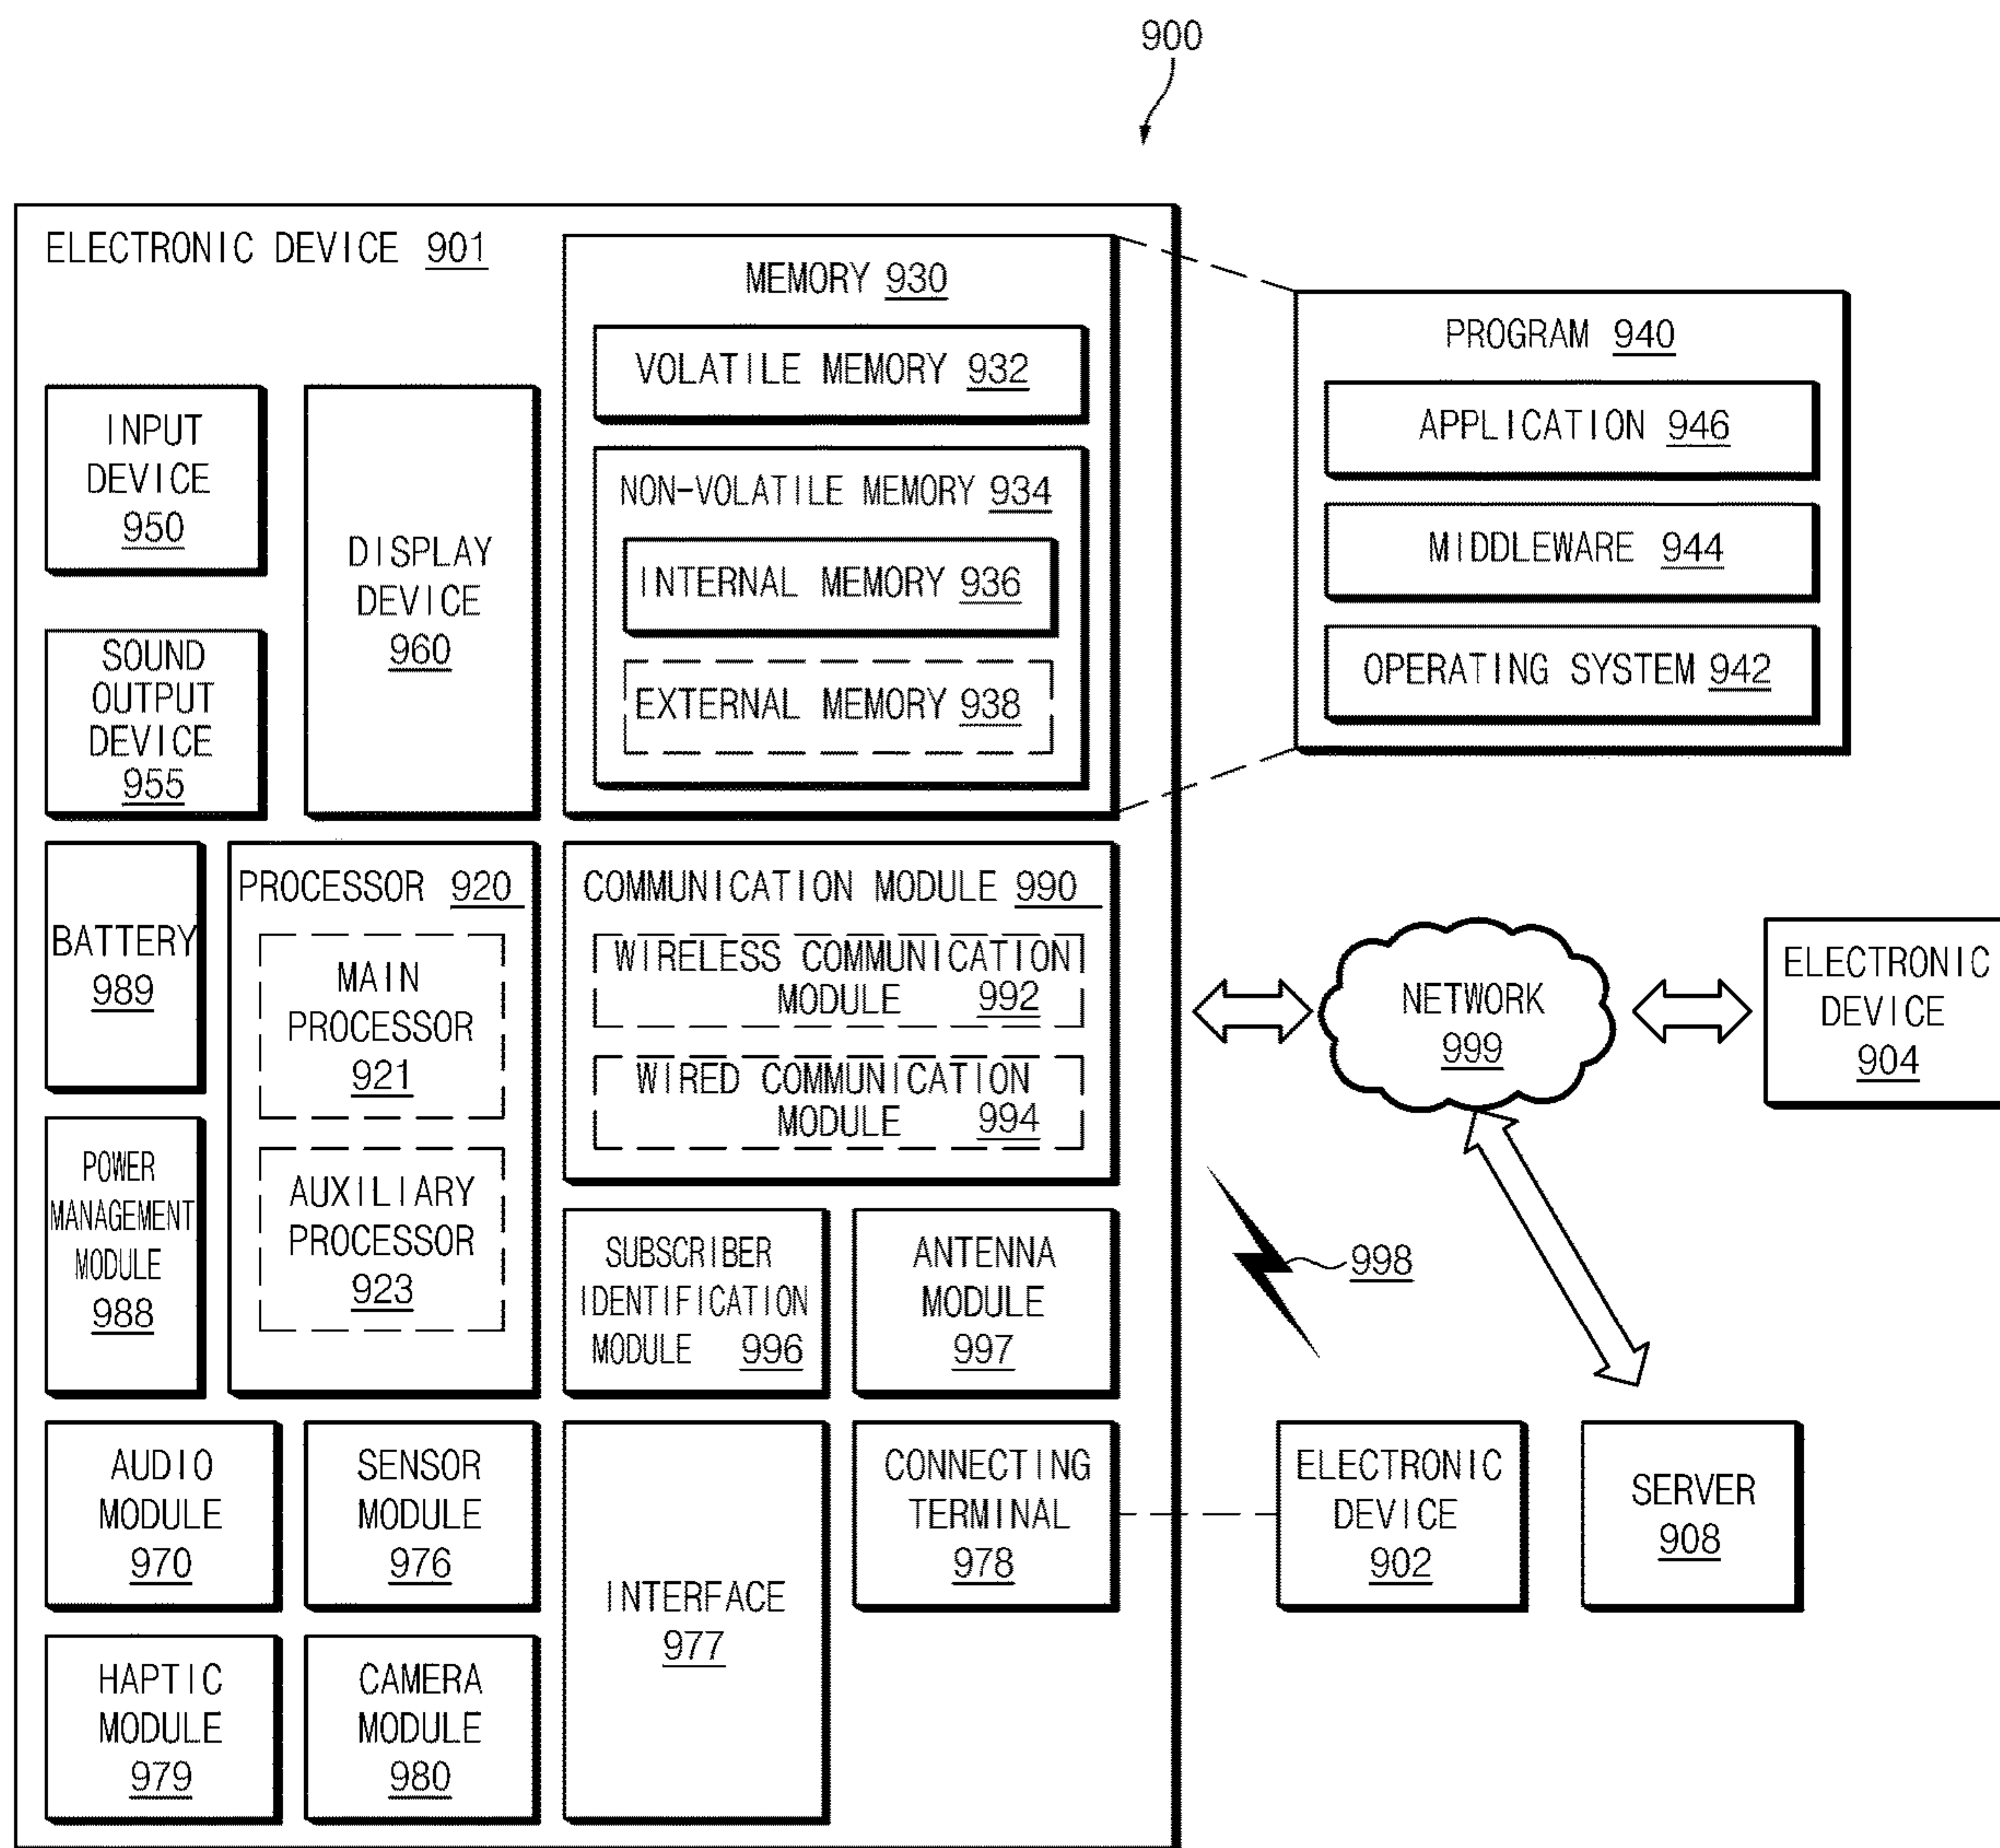 900
ELECTRONIC DEVICE 901
MEMORY 930
VOLATILE MEMORY 932
NON-VOLATILE MEMORY 934
INTERNAL MEMORY 936
EXTERNAL MEMORY 938
PROGRAM 940
APPLICATION 946
MIDDLEWARE 944
OPERATING SYSTEM 942
INPUT
DEVICE
950
SOUND
OUTPUT
DEVICE
955
DISPLAY
DEVICE
960
BATTERY
989
POWER
MANAGEMENT
MODULE
988
PROCESSOR 920
MAIN
PROCESSOR
921
AUXILIARY
PROCESSOR
923
COMMUNICATION MODULE 990
WIRELESS COMMUNICATION
MODULE 992
WIRED COMMUNICATION
MODULE 994
SUBSCRIBER
IDENTIFICATION
MODULE 996
ANTENNA
MODULE
997
NETWORK
999
ELECTRONIC
DEVICE
904
998
AUDIO
MODULE
970
SENSOR
MODULE
976
INTERFACE
977
CONNECTING
TERMINAL
978
ELECTRONIC
DEVICE
902
SERVER
908
HAPTIC
MODULE
979
CAMERA
MODULE
980